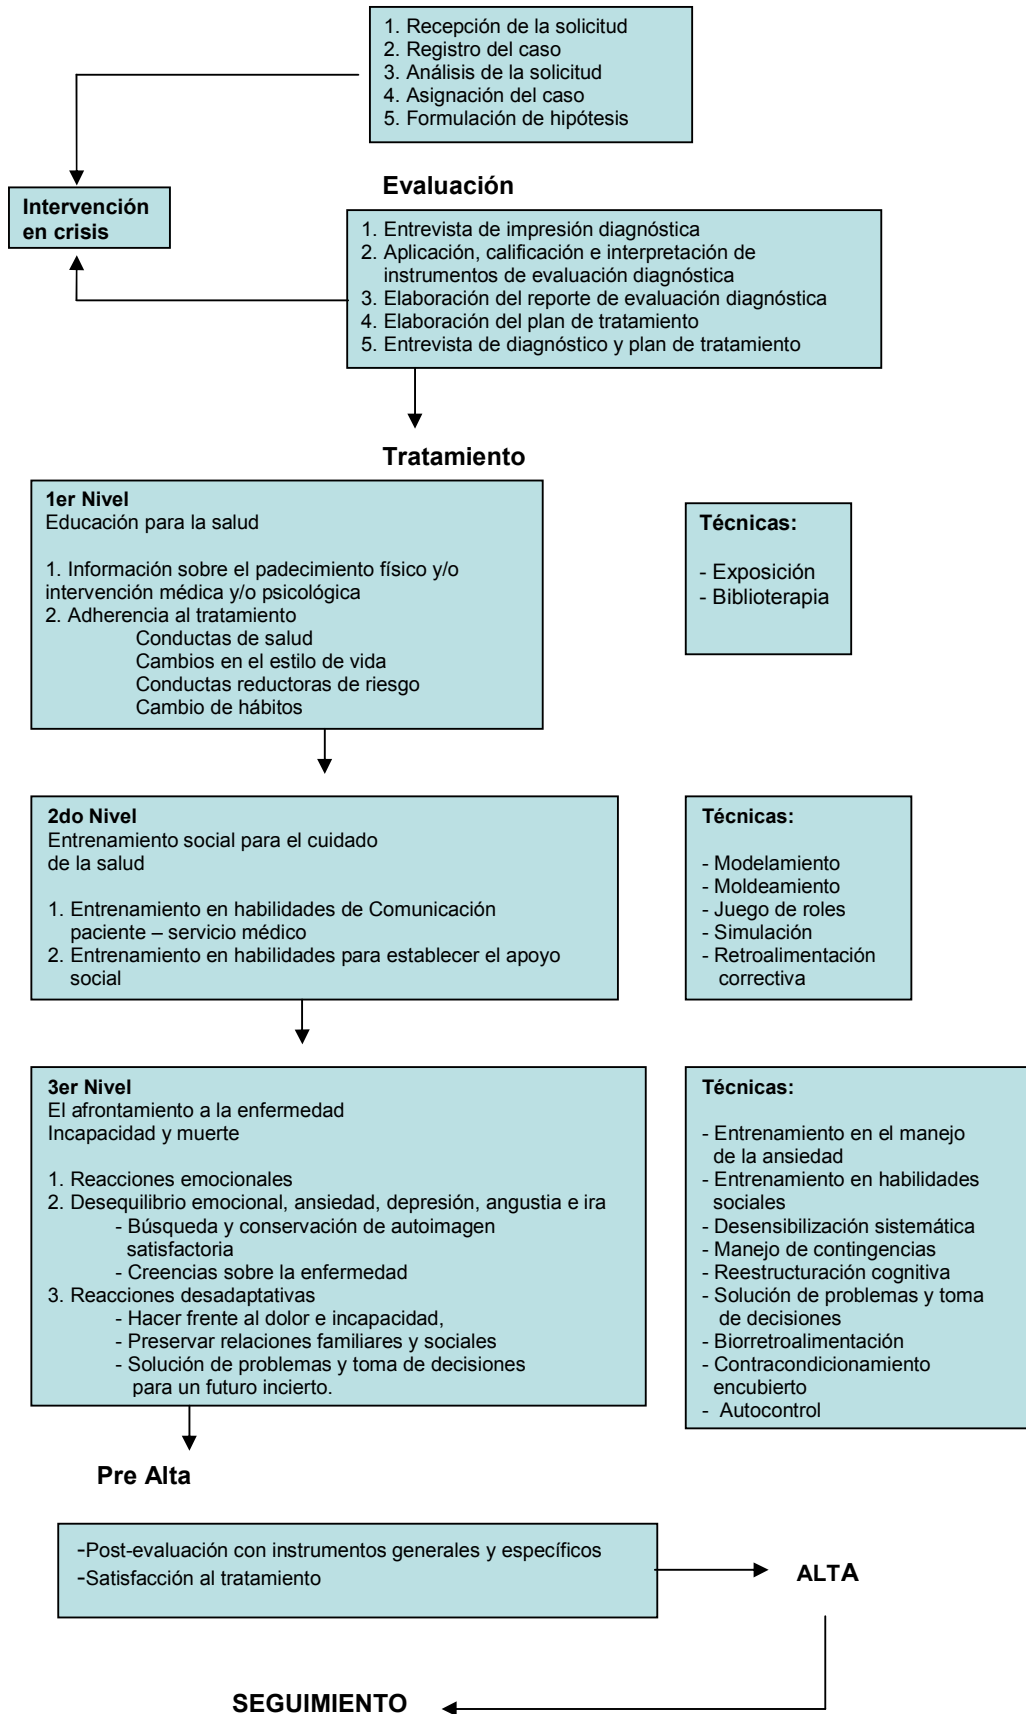 1. Recepción de la solicitud
2. Registro del caso
3. Análisis de la solicitud
4. Asignación del caso
5. Formulación de hipótesis
Evaluación
Intervención
en crisis
1. Entrevista de impresión diagnóstica
2. Aplicación, calificación e interpretación de
instrumentos de evaluación diagnóstica
3. Elaboración del reporte de evaluación diagnóstica
4. Elaboración del plan de tratamiento
5. Entrevista de diagnóstico y plan de tratamiento
Tratamiento
1er Nivel
Educación para la salud
1. Información sobre el padecimiento físico y/o
intervención médica y/o psicológica
2. Adherencia al tratamiento
Conductas de salud
Cambios en el estilo de vida
Conductas reductoras de riesgo
Cambio de hábitos
Técnicas:
- Exposición
- Biblioterapia
2do Nivel
Entrenamiento social para el cuidado
de la salud
1. Entrenamiento en habilidades de Comunicación
paciente – servicio médico
2. Entrenamiento en habilidades para establecer el apoyo
social
Técnicas:
- Modelamiento
- Moldeamiento
- Juego de roles
- Simulación
- Retroalimentación
correctiva
3er Nivel
El afrontamiento a la enfermedad
Incapacidad y muerte
1. Reacciones emocionales
2. Desequilibrio emocional, ansiedad, depresión, angustia e ira
- Búsqueda y conservación de autoimagen
satisfactoria
- Creencias sobre la enfermedad
3. Reacciones desadaptativas
- Hacer frente al dolor e incapacidad,
- Preservar relaciones familiares y sociales
- Solución de problemas y toma de decisiones
para un futuro incierto.
Técnicas:
- Entrenamiento en el manejo
de la ansiedad
- Entrenamiento en habilidades
sociales
- Desensibilización sistemática
- Manejo de contingencias
- Reestructuración cognitiva
- Solución de problemas y toma
de decisiones
- Biorretroalimentación
- Contracondicionamiento
encubierto
- Autocontrol
Pre Alta
-Post-evaluación con instrumentos generales y específicos
-Satisfacción al tratamiento
ALTA
SEGUIMIENTO